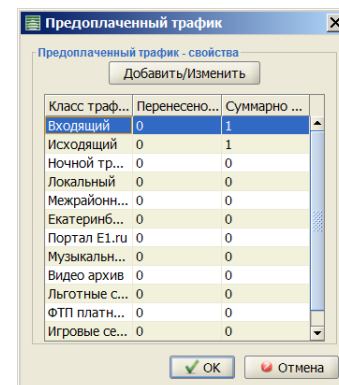 Предоплаченный трафик
Предоплаченный трафик - свойства
Добавить/Изменить
Класс траф... Перенесено... Суммарно ...
Входящий 0 1
Исходящий 0 1
Ночной тр... 0 0
Локальный 0 0
Межрайонн... 0 0
Екатеринб... 0 0
Портал E1.ru 0 0
Музыкальн... 0 0
Видео архив 0 0
Льготные с... 0 0
ФТП платн... 0 0
Игровые се... 0 0
OK Отмена